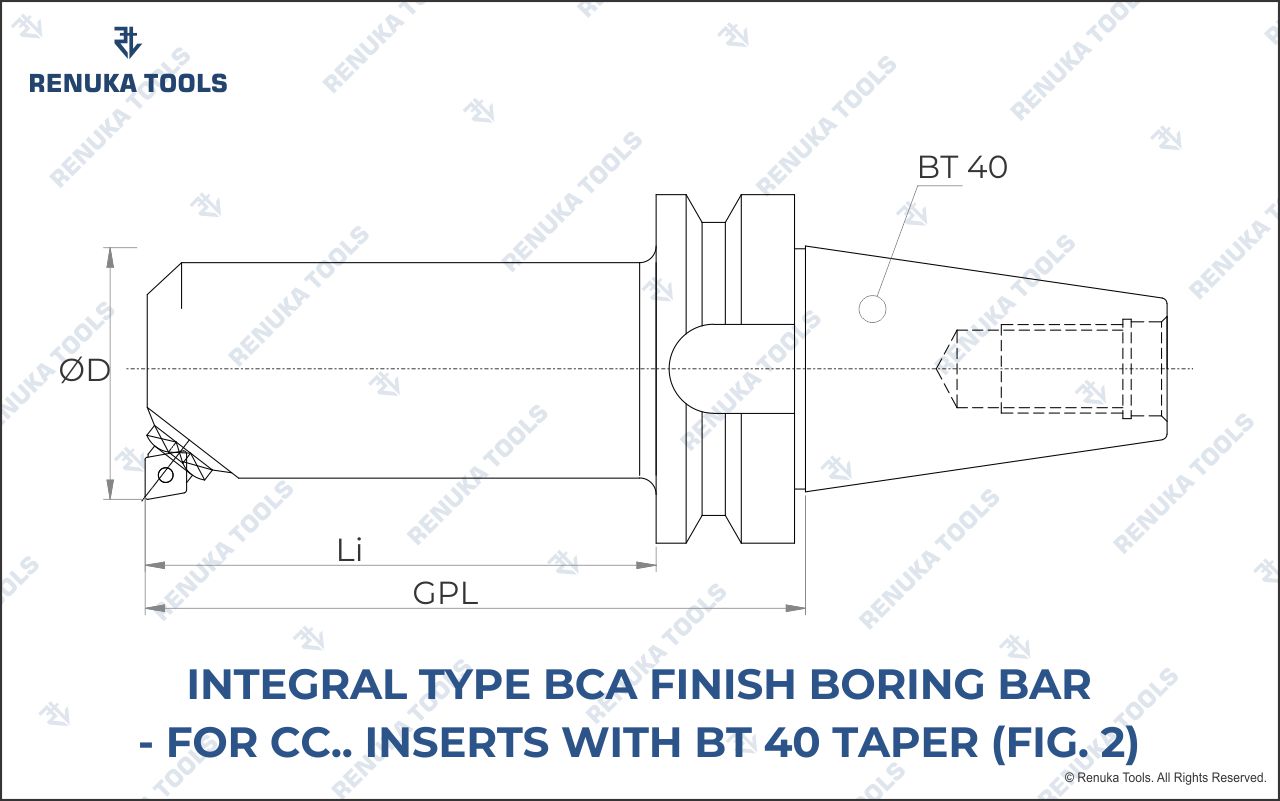 RENUKA TOOLS
BT 40
ØD
Li
GPL
INTEGRAL TYPE BCA FINISH BORING BAR
- FOR CC.. INSERTS WITH BT 40 TAPER (FIG. 2)
© Renuka Tools. All Rights Reserved.